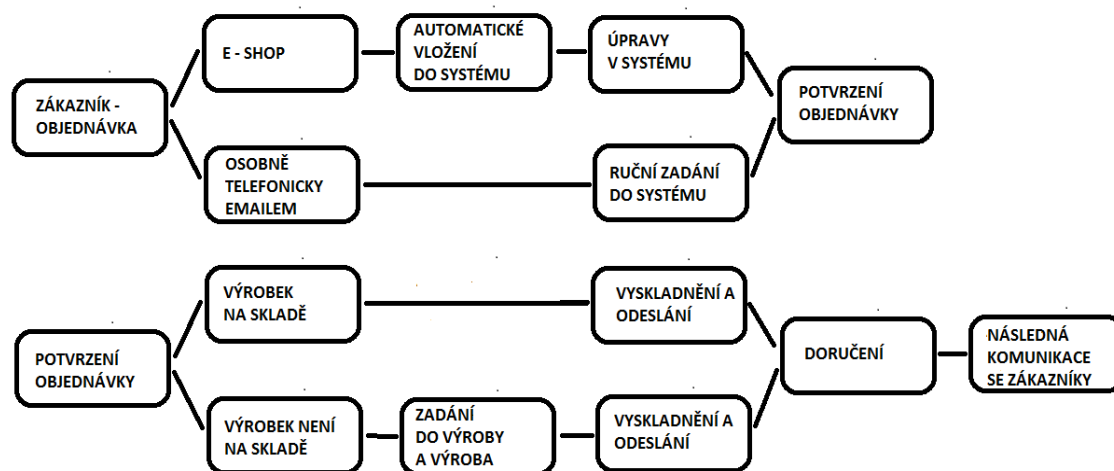 E - SHOP
AUTOMATICKÉ
VLOŽENÍ
DO SYSTÉMU
ÚPRAVY
V SYSTÉMU
ZÁKAZNÍK -
OBJEDNÁVKA
POTVRZENÍ
OBJEDNÁVKY
OSOBNĚ
TELEFONICKY
EMAILEM
RUČNÍ ZADÁNÍ
DO SYSTÉMU
VÝROBEK
NA SKLADĚ
VYSKLADNĚNÍ A
ODESLÁNÍ
POTVRZENÍ
OBJEDNÁVKY
DORUČENÍ
NÁSLEDNÁ
KOMUNIKACE
SE ZÁKAZNÍKY
VÝROBEK NENÍ
NA SKLADĚ
ZADÁNÍ
DO VÝROBY
A VÝROBA
VYSKLADNĚNÍ A
ODESLÁNÍ